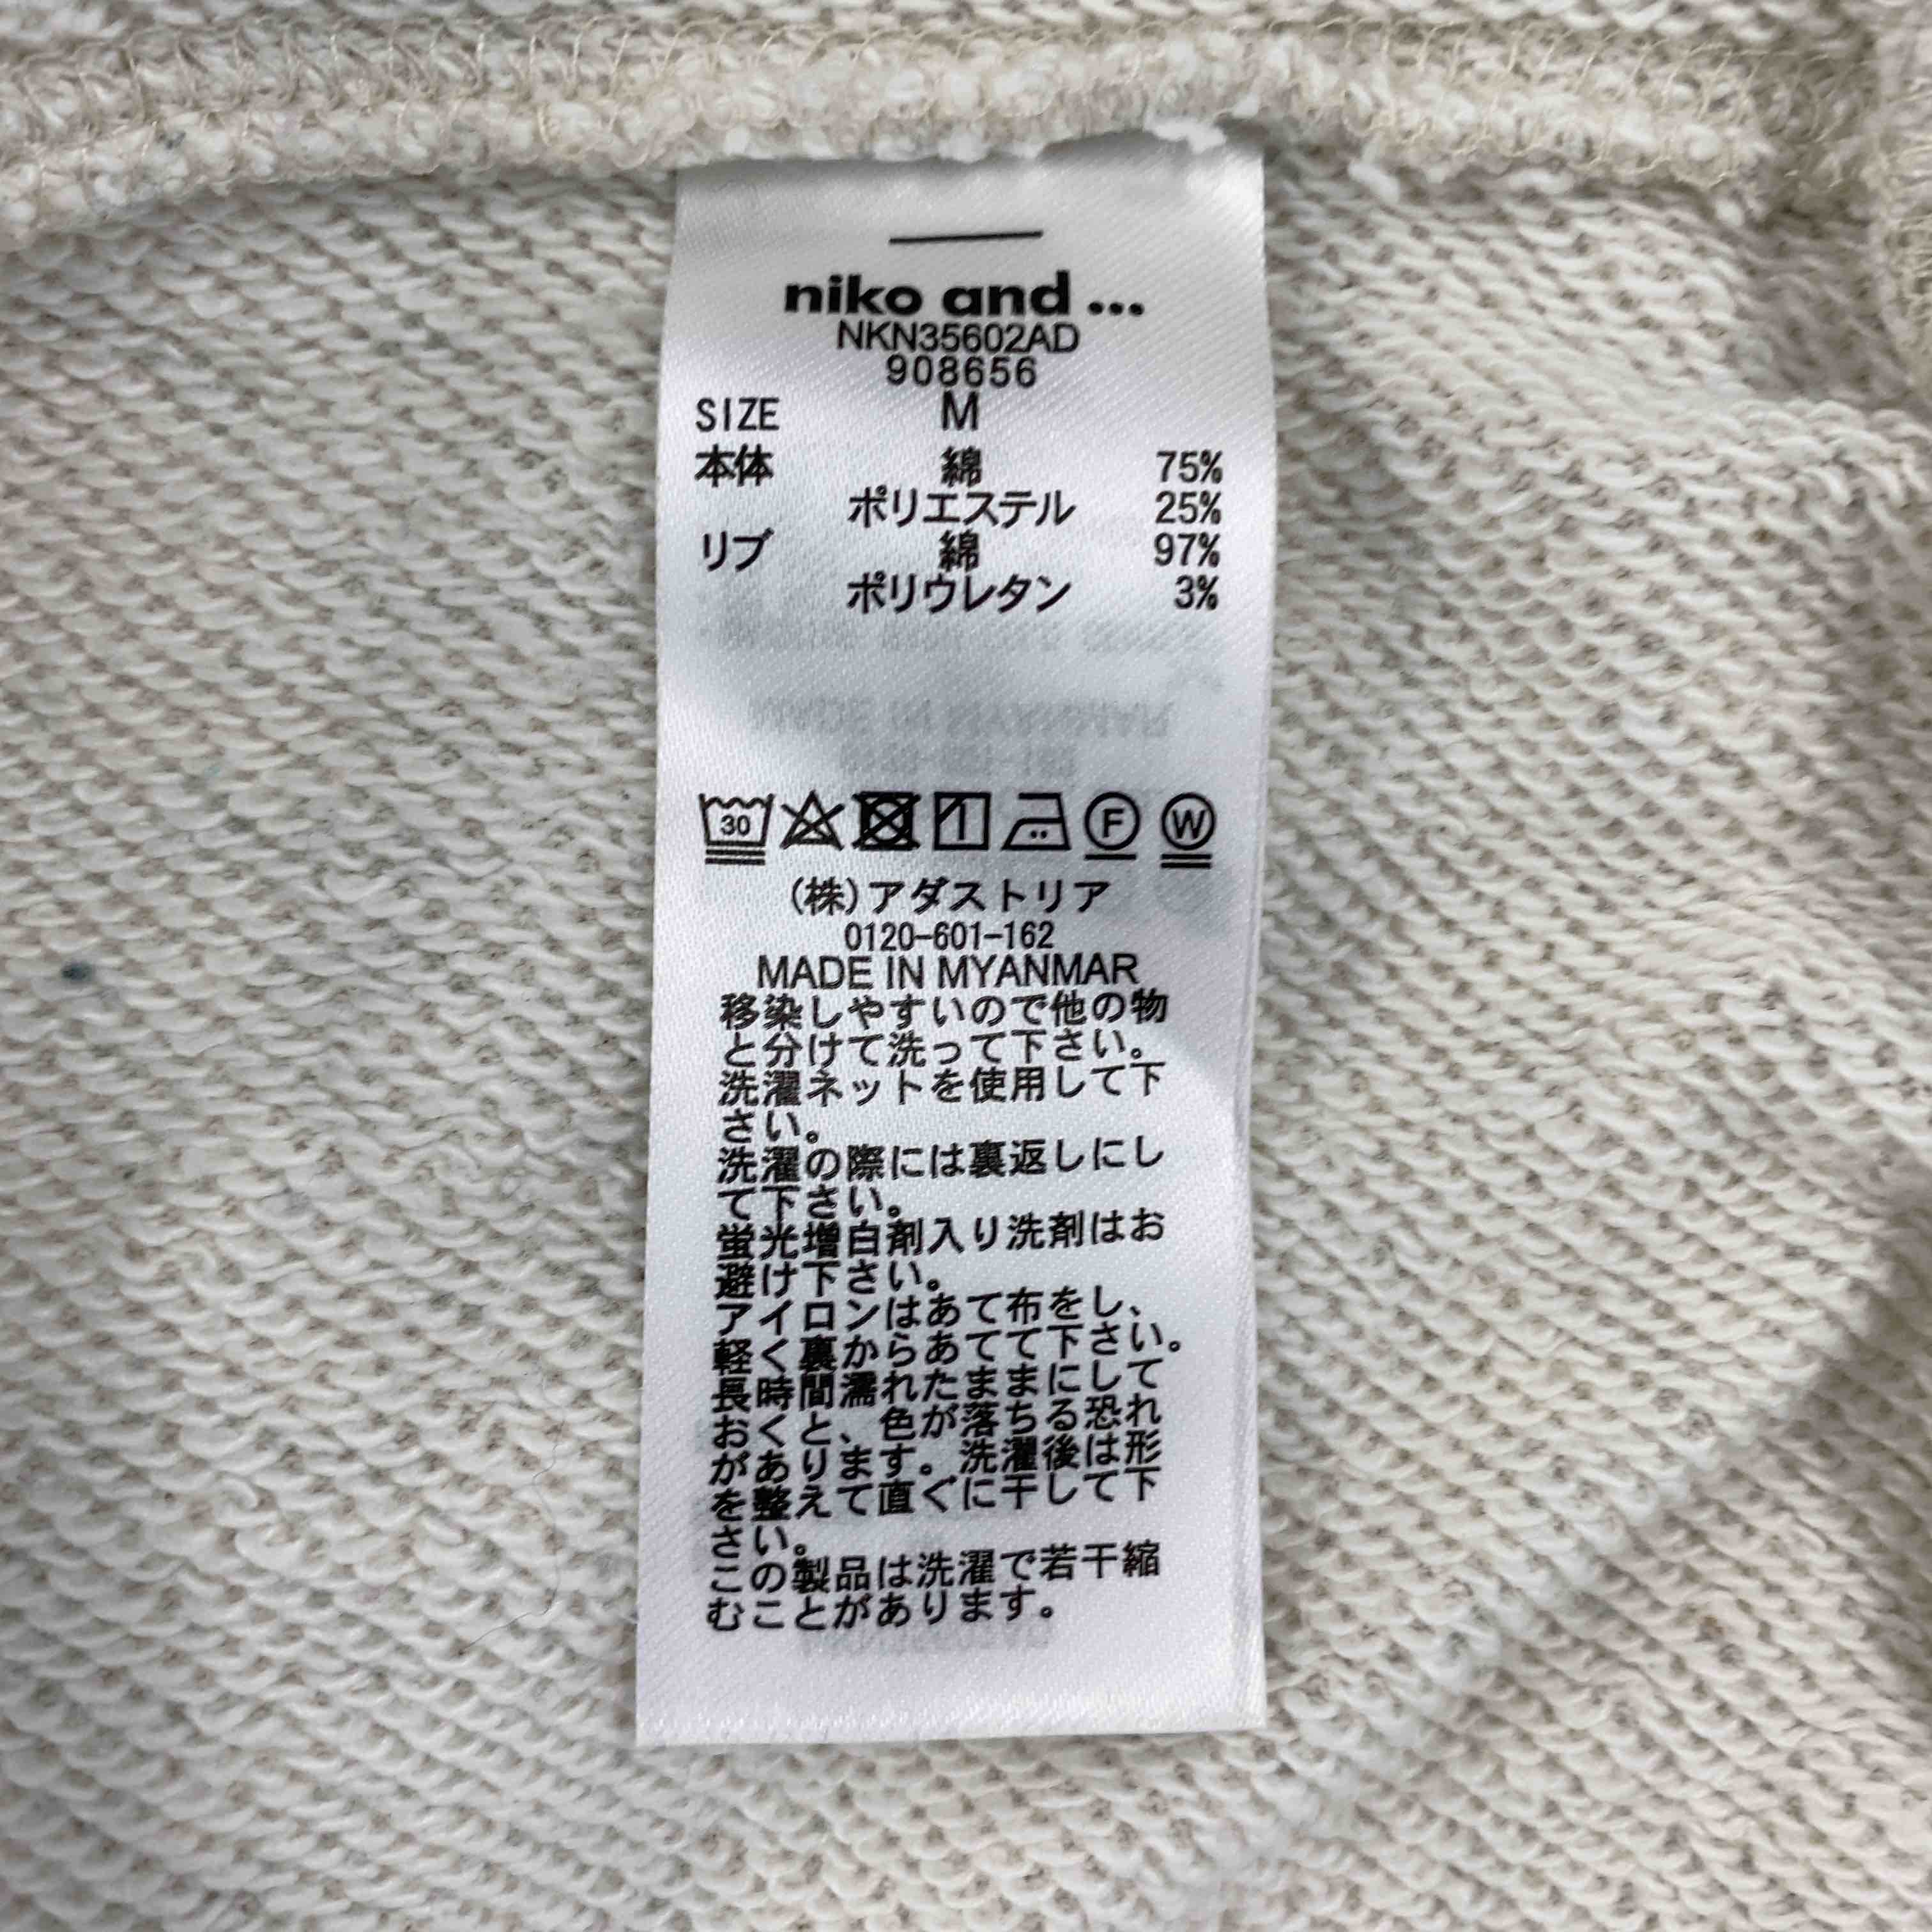 niko and ...
NKN35602AD
908656
SIZE M
本体 綿 75%
ポリエステル 25%
リブ 綿 97%
ポリウレタン 3%
30 F W
(株)アダストリア
0120-601-162
MADE IN MYANMAR
移染しやすいので他の物
と分けて洗って下さい。
洗濯ネットを使用して下
さい。
洗濯の際には裏返しにし
て下さい。
蛍光増白剤入り洗剤はお
避け下さい。
アイロンはあて布をし、
軽く裏からあてて下さい。
長時間濡れたままにして
おくと、色が落ちる恐れ
があります。洗濯後は形
を整えて直ぐに干して下
さい。
この製品は洗濯で若干縮
むことがあります。